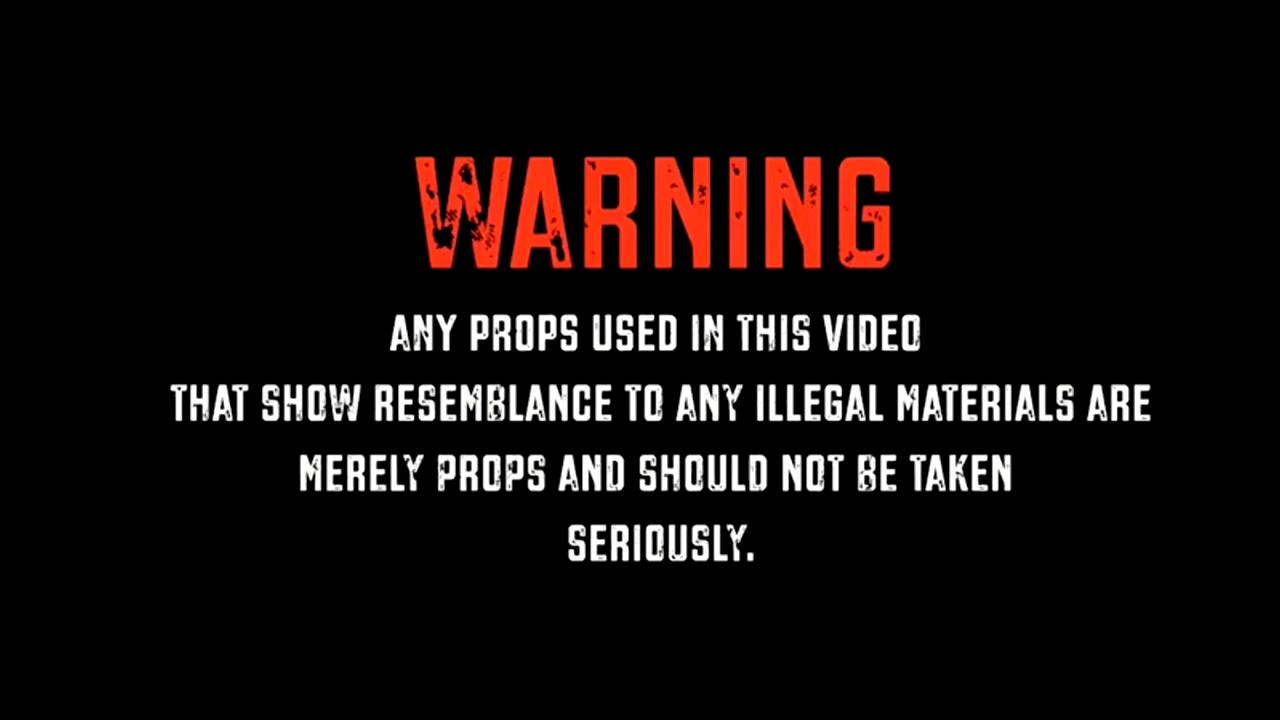 WARNING
ANY PROPS USED IN THIS VIDEO
THAT SHOW RESEMBLANCE TO ANY ILLEGAL MATERIALS ARE
MERELY PROPS AND SHOULD NOT BE TAKEN
SERIOUSLY.